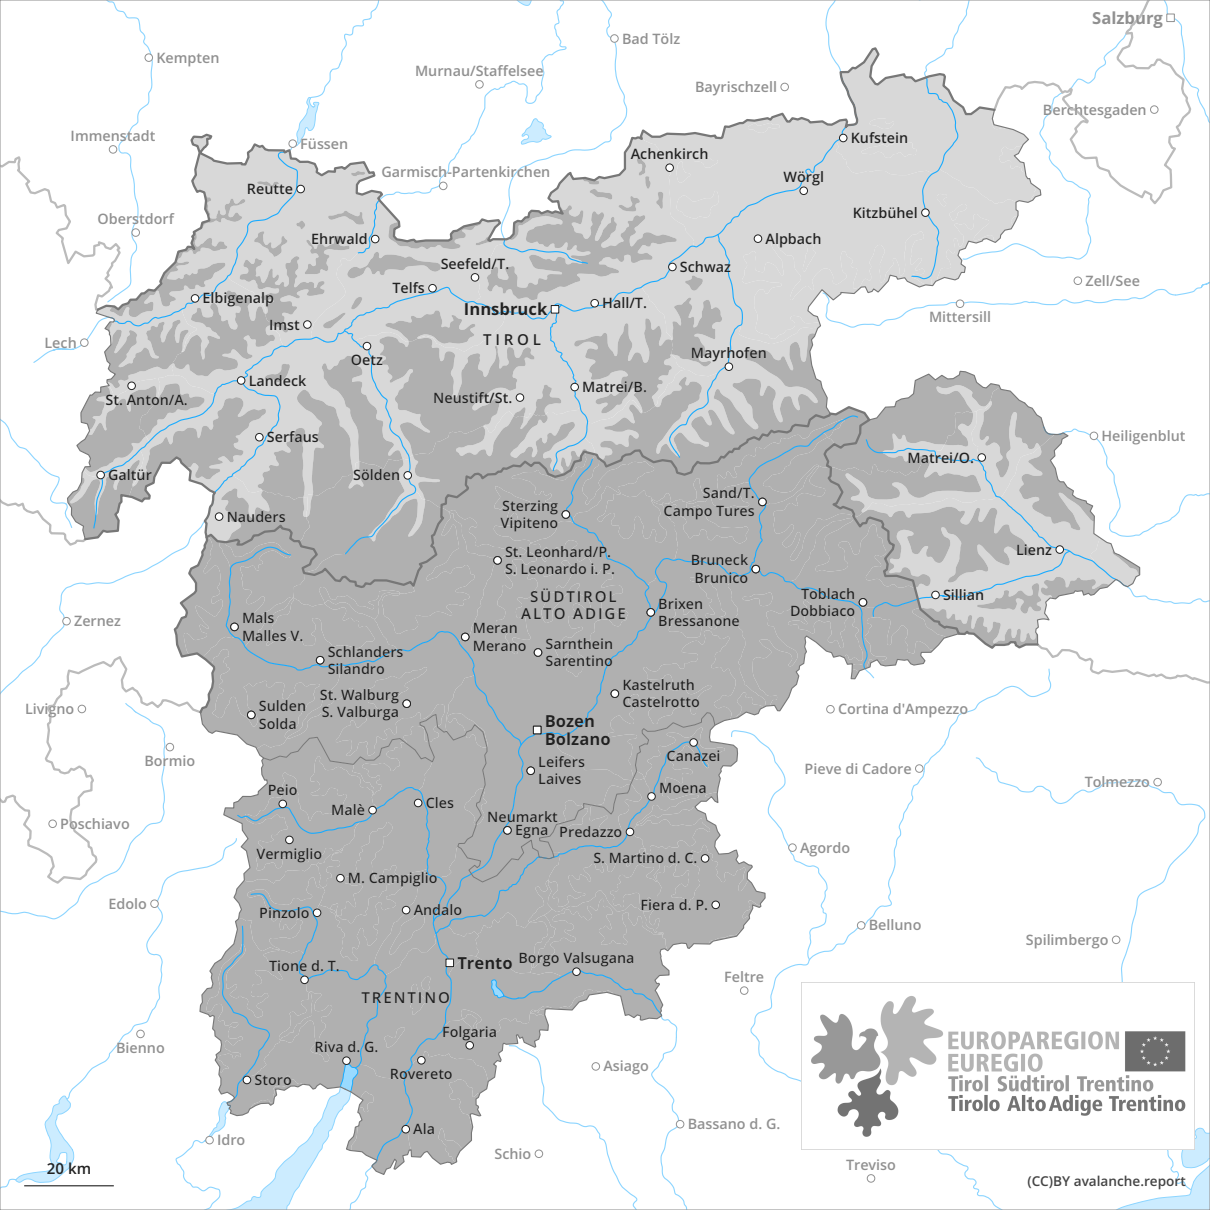 Salzburg
Kempten
Bad Tölz
Murnau/Staffelsee
Bayrischzell
Berchtesgaden
Immenstadt
Füssen
Kufstein
Achenkirch
Garmisch-Partenkirchen
Wörgl
Reutte
Oberstdorf
Kitzbühel
Ehrwald
Alpbach
Seefeld/T.
Schwaz
Zell/See
Telfs
Elbigenalp
Innsbruck
Hall/T.
Mittersill
Imst
TIROL
Lech
Oetz
Mayrhofen
Landeck
Matrei/B.
St. Anton/A.
Neustift/St.
Serfaus
Heiligenblut
Matrei/O.
Galtür
Sölden
Sand/T.
Campo Tures
Sterzing
Vipiteno
Nauders
Lienz
St. Leonhard/P.
S. Leonardo i. P.
Bruneck
Brunico
SÜDTIROL
ALTO ADIGE
Toblach
Dobbiaco
Sillian
Brixen
Bressanone
Zernez
Mals
Malles V.
Meran
Merano
Sarnthein
Sarentino
Schlanders
Silandro
Kastelruth
Castelrotto
St. Walburg
S. Valburga
Sulden
Solda
Livigno
Cortina d'Ampezzo
Bozen
Bolzano
Bormio
Canazei
Leifers
Laives
Pieve di Cadore
Tolmezzo
Peio
Moena
Malè
Cles
Neumarkt
Egna
Predazzo
Poschiavo
Vermiglio
S. Martino d. C.
Agordo
M. Campiglio
Edolo
Pinzolo
Andalo
Fiera d. P.
Belluno
Spilimbergo
Trento
Borgo Valsugana
Tione d. T.
Feltre
TRENTINO
Folgaria
Bienno
Riva d. G.
Rovereto
Asiago
Storo
EUROPAREGION
EUREGIO
Tirol Südtirol Trentino
Tirolo Alto Adige Trentino
Ala
Bassano d. G.
Idro
Schio
Treviso
20 km
(CC)BY avalanche.report